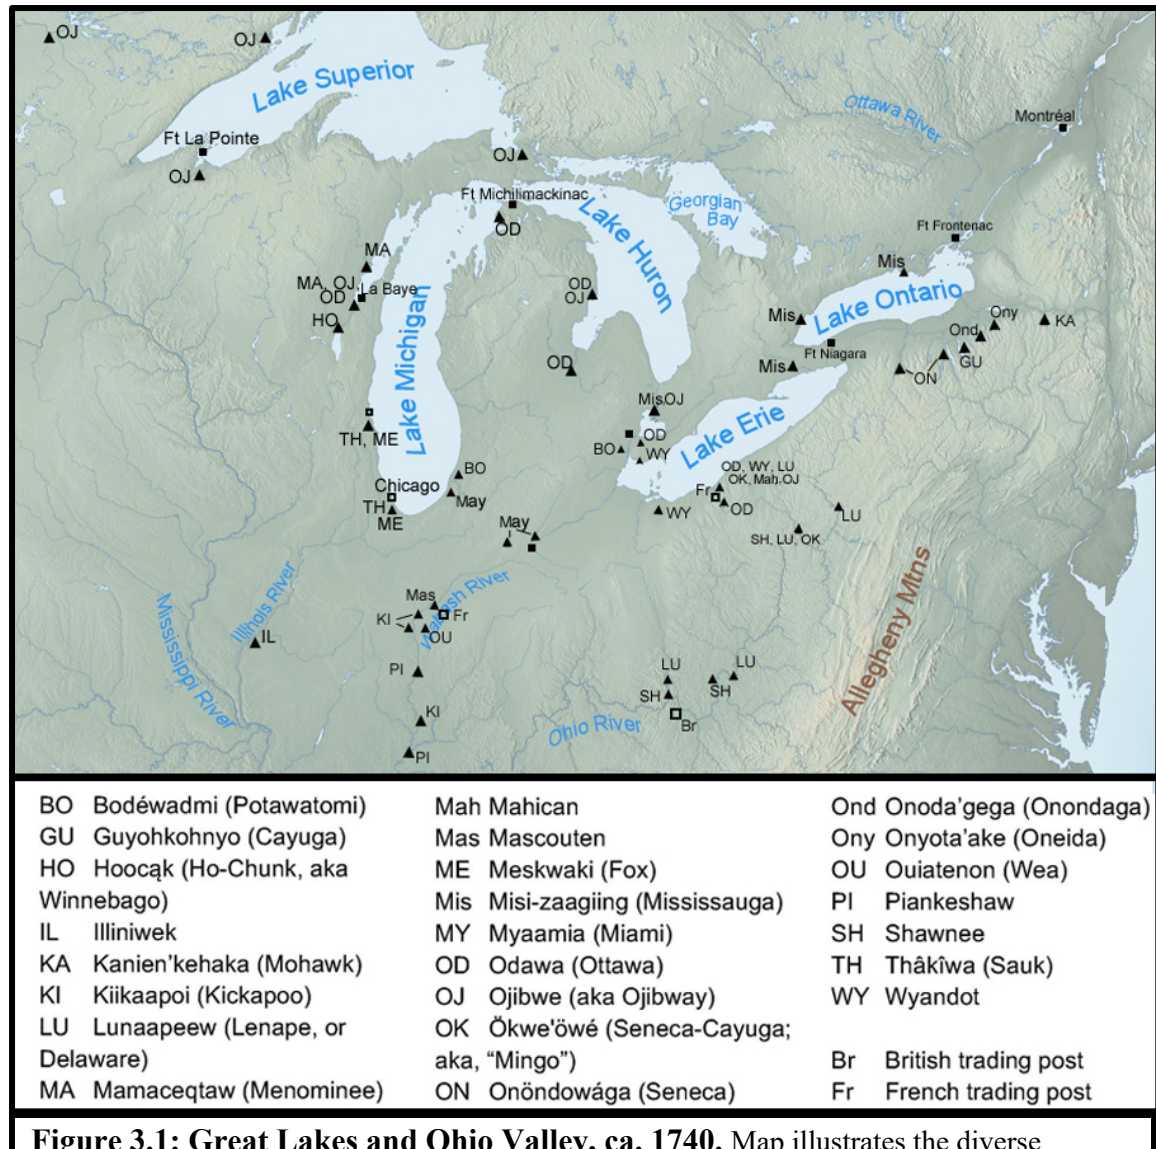 OJ
OJ
Lake Superior
Ottawa River
Montréal
Ft La Pointe
OJ
OJ
Ft Michilimackinac
OD
Georgian
Bay
Lake Huron
Ft Frontenac
MA
Mis
MA, OJ
OD
La Baye
HO
Lake Michigan
OD
OJ
Lake Ontario
Mis
Ony
KA
Ond
GU
Ft Niagara
ON
Mis
OD
Mis.OJ
Lake Erie
TH, ME
BO
OD
WY
BO
OD, WY, LU
OK, Mah.OJ
Chicago
May
Fr
OD
TH
ME
WY
LU
May
SH, LU, OK
Mississippi River
Illinois River
Wabash River
Mas
KI
Fr
OU
IL
Allegheny Mtns
PI
LU
LU
SH
SH
KI
Ohio River
Br
PI
BO Bodéwadmi (Potawatomi)
GU Guyohkohnyo (Cayuga)
HO Hoocąk (Ho-Chunk, aka
Winnebago)
IL Illiniwek
KA Kanien'kehaka (Mohawk)
KI Kiikaapoi (Kickapoo)
LU Lunaapeew (Lenape, or
Delaware)
MA Mamaceqtaw (Menominee)
Mah Mahican
Mas Mascouten
ME Meskwaki (Fox)
Mis Misi-zaagiing (Mississauga)
MY Myaamia (Miami)
OD Odawa (Ottawa)
OJ Ojibwe (aka Ojibway)
OK Ökwe'öwé (Seneca-Cayuga;
aka, “Mingo”)
ON Onöndowága (Seneca)
Ond Onoda'gega (Onondaga)
Ony Onyota'ake (Oneida)
OU Ouiatenon (Wea)
PI Piankeshaw
SH Shawnee
TH Thâkîwa (Sauk)
WY Wyandot
Br British trading post
Fr French trading post
Figure 3.1: Great Lakes and Ohio Valley, ca. 1740. Map illustrates the diverse